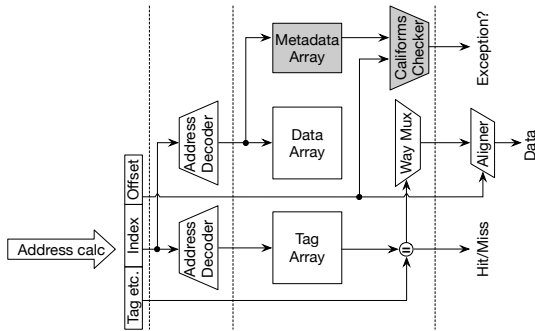 Address calc
Tag etc.
Index
Offset
Address
Decoder
Address
Decoder
Metadata
Array
Data
Array
Tag
Array
Califorms
Checker
Way Mux
=
Aligner
Exception?
Data
Hit/Miss